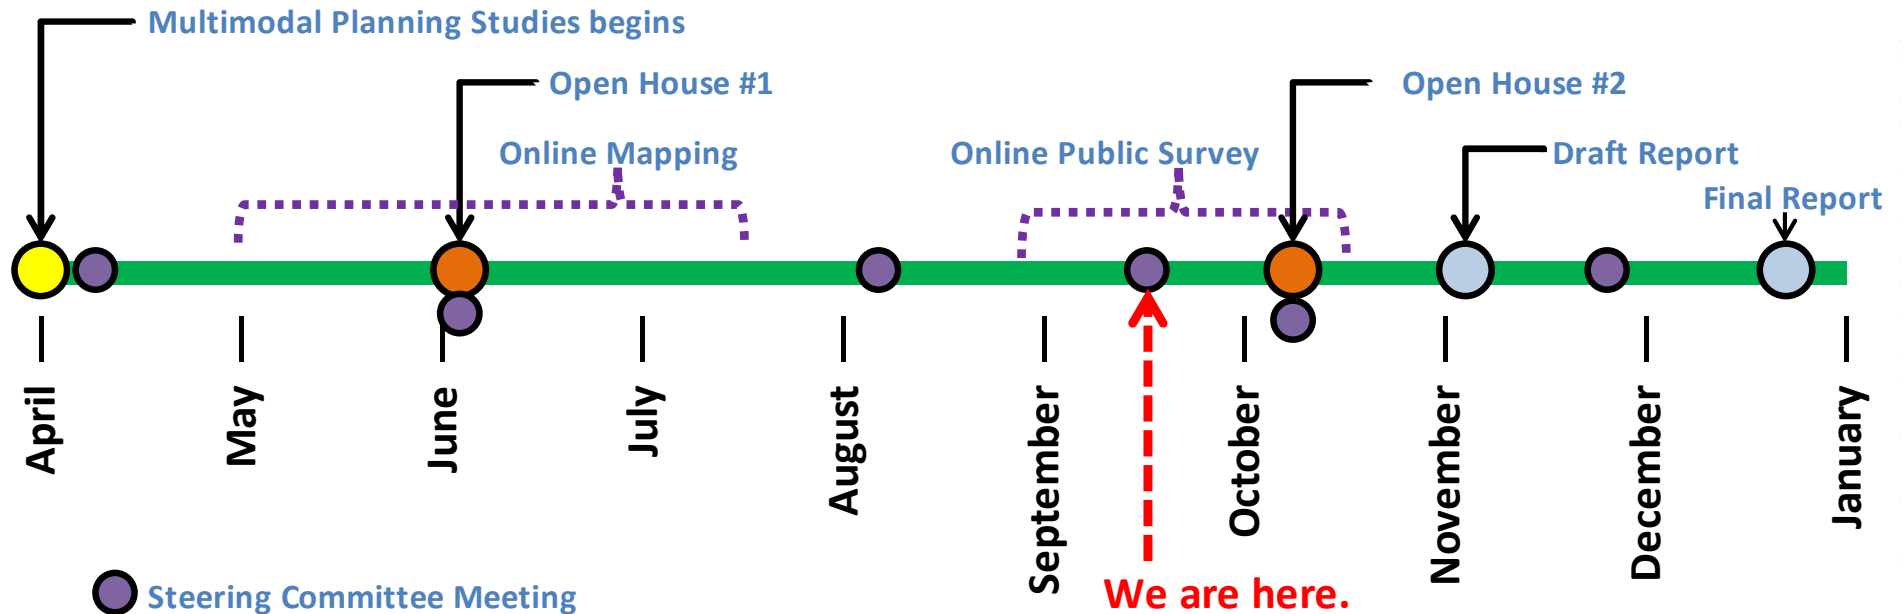 Multimodal Planning Studies begins
Open House #1
Open House #2
Online Mapping
Online Public Survey
Draft Report
Final Report
April
May
June
July
August
September
October
November
December
January
Steering Committee Meeting
We are here.